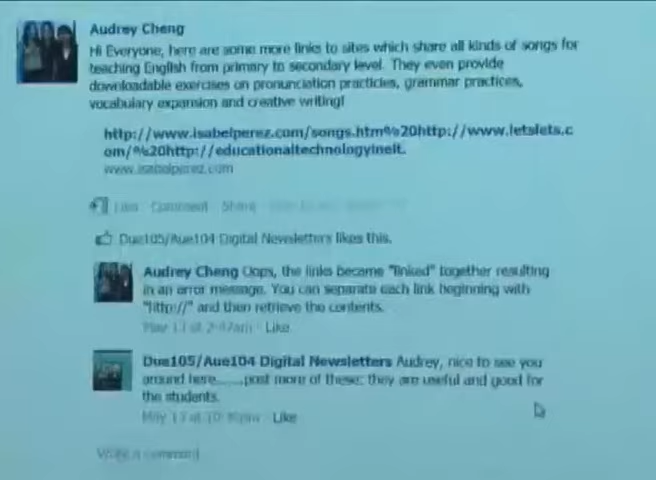 Audrey Cheng
Hi Everyone, here are some more links to sites which share all kinds of songs for
teaching English from primary to secondary level. They even provide
downloadable exercises on pronunciation practicies, grammar practices,
vocabulary expansion and creative writing!
http://www.isabelperez.com/songs.htm%20http://www.letslets.c
om/%20http://educationaltechnologyinelt.
www.isabelperez.com
Like Comment Share
Due105/Aue104 Digital Newsletters likes this.
Audrey Cheng Oops, the links became "linked" together resulting
in an error message. You can separate each link beginning with
"http://" and then retrieve the contents.
May 13 at 2:47am Like
Due105/Aue104 Digital Newsletters Audrey, nice to see you
around here.......post more of these; they are useful and good for
the students.
May 13 at Like
Write a comment